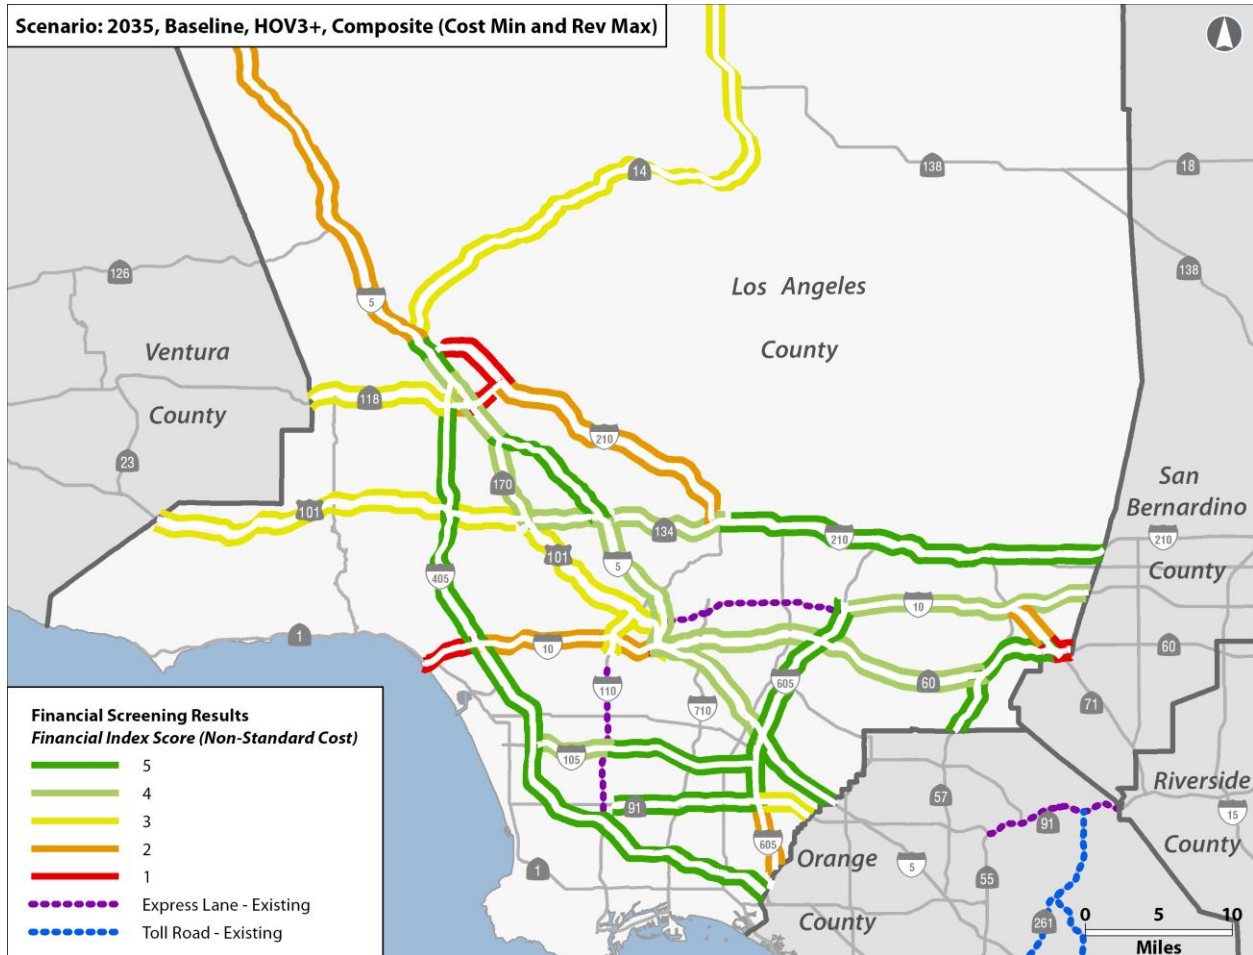 Scenario: 2035, Baseline, HOV3+, Composite (Cost Min and Rev Max)
14
138
18
126
5
138
Los Angeles
County
Ventura
County
118
210
23
170
San
Bernardino
101
134
210
210
County
101
5
405
10
1
10
60
60
110
605
710
71
105
57
Riverside
91
91
15
605
County
Orange
5
55
1
County
261
0 5 10
Miles
Financial Screening Results
Financial Index Score (Non-Standard Cost)
5
4
3
2
1
Express Lane - Existing
Toll Road - Existing